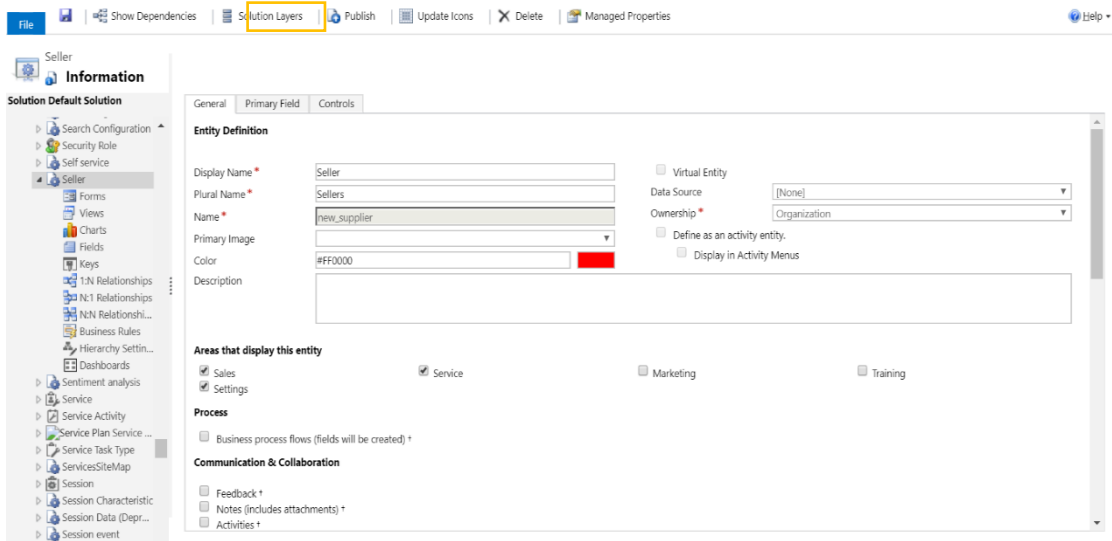 File
Show Dependencies
Solution Layers
Publish
Update Icons
Delete
Managed Properties
Help
Seller
Information
Solution Default Solution
Search Configuration
Security Role
Self service
Seller
Forms
Views
Charts
Fields
Keys
1:N Relationships
N:1 Relationships
N:N Relationshi...
Business Rules
Hierarchy Settin...
Dashboards
Sentiment analysis
Service
Service Activity
Service Plan Service ...
Service Task Type
ServicesSiteMap
Session
Session Characteristic
Session Data (Depr...
Session event
General
Primary Field
Controls
Entity Definition
Display Name*
Seller
Plural Name*
Sellers
Name*
new_supplier
Primary Image
Color
#FF0000
Description
Virtual Entity
Data Source
[None]
Ownership*
Organization
Define as an activity entity.
Display in Activity Menus
Areas that display this entity
Sales
Service
Marketing
Training
Settings
Process
Business process flows (fields will be created) †
Communication & Collaboration
Feedback †
Notes (includes attachments) †
Activities †